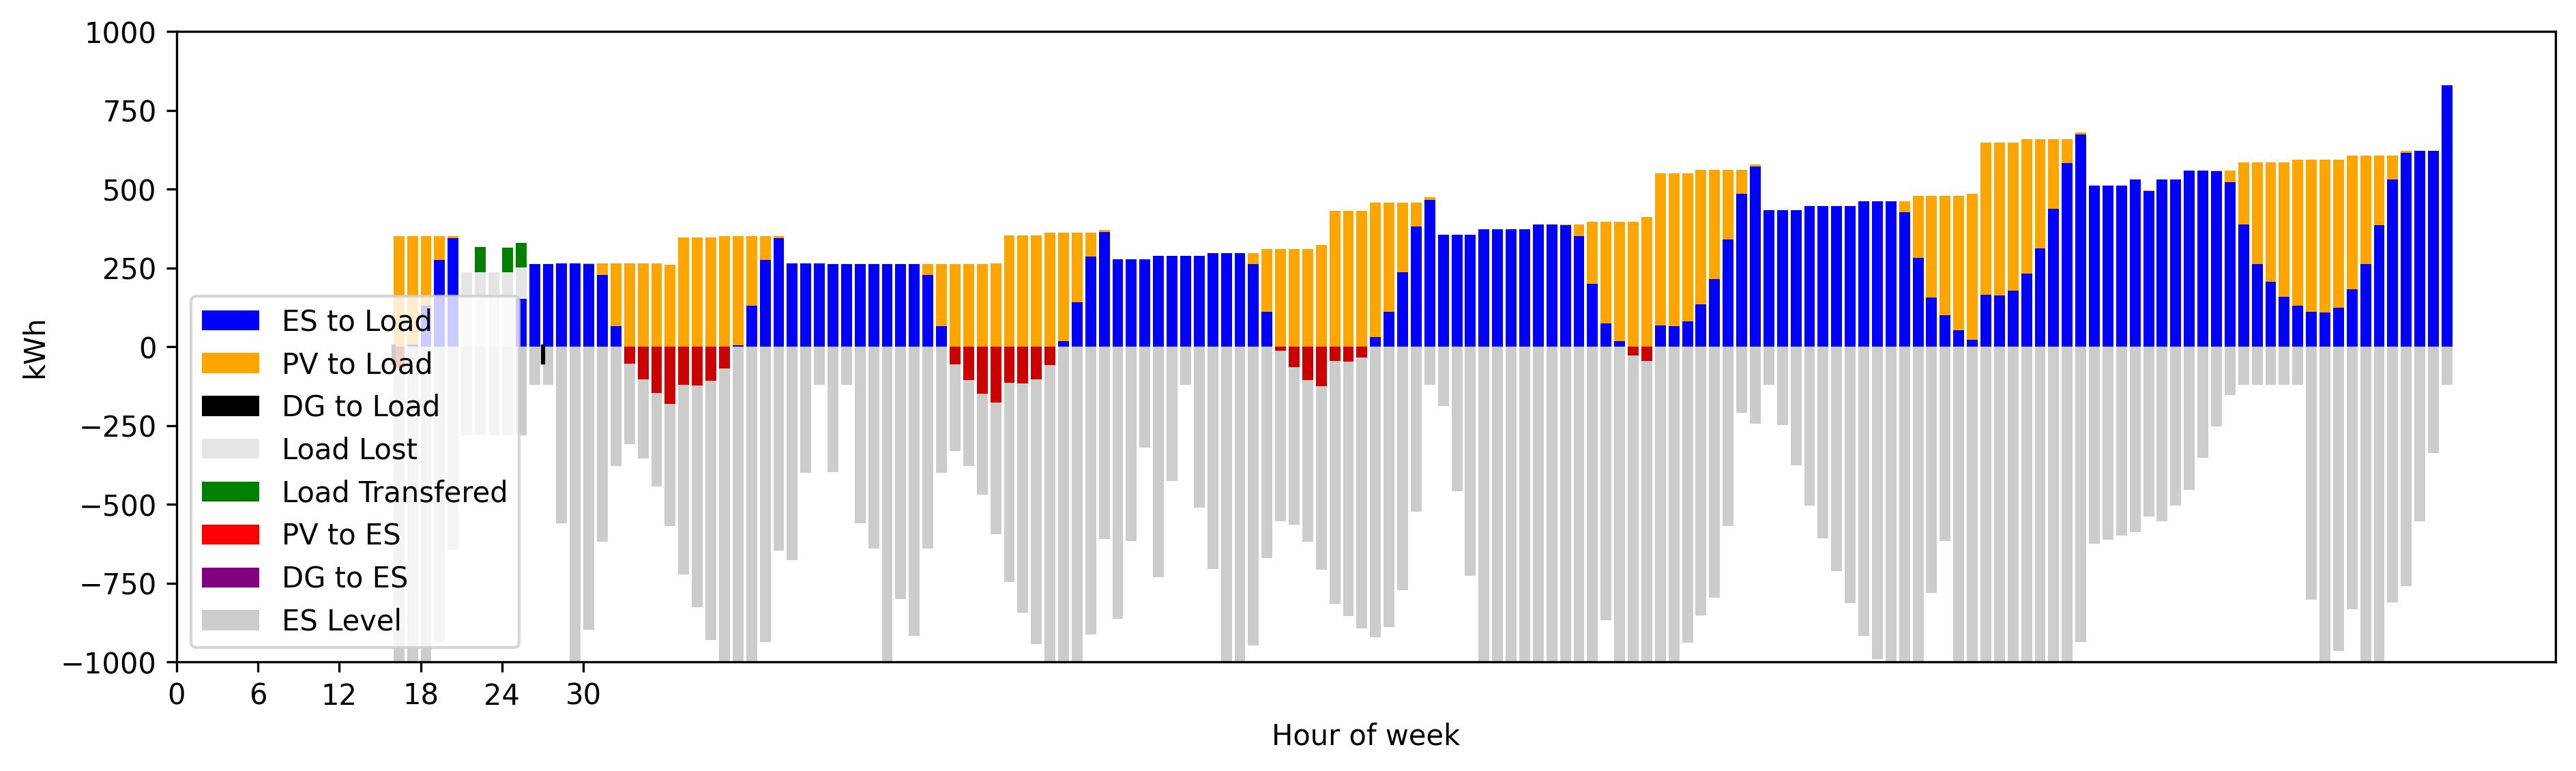 1000
750
500
250
0
−250
−500
−750
−1000
kWh
ES to Load
PV to Load
DG to Load
Load Lost
Load Transfered
PV to ES
DG to ES
ES Level
0 6 12 18 24 30
Hour of week